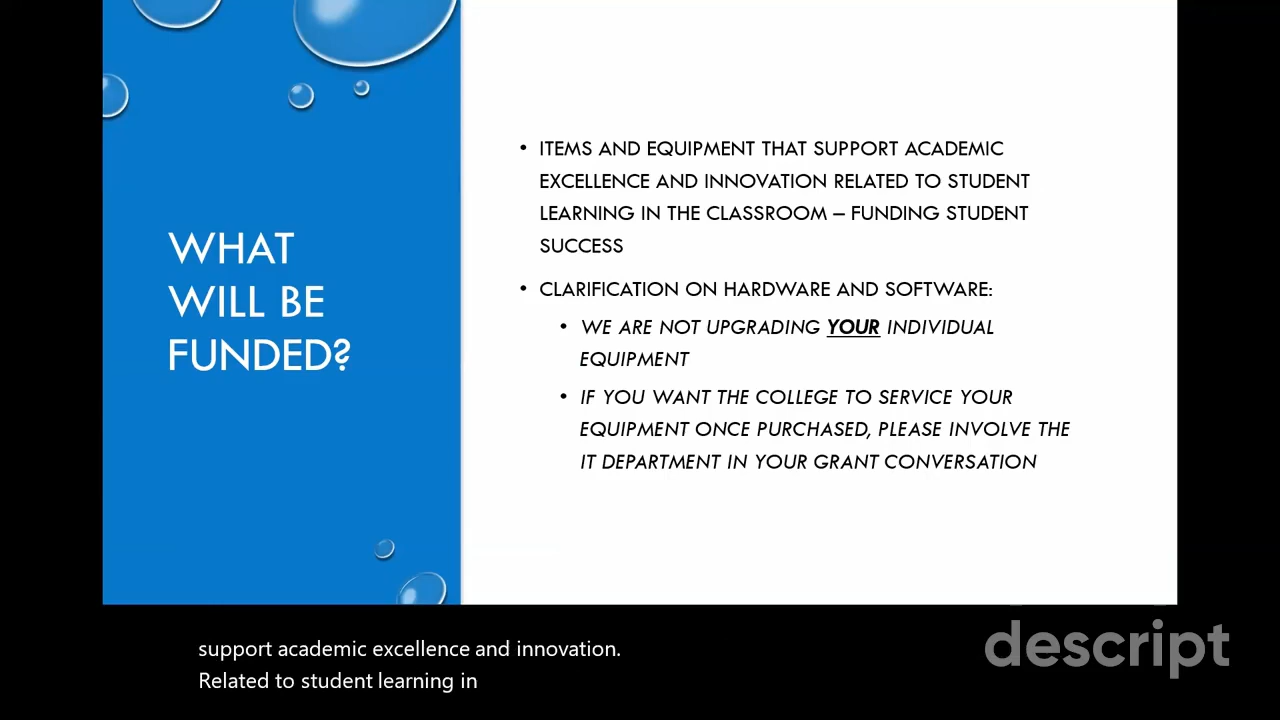 WHAT
WILL BE
FUNDED?
• ITEMS AND EQUIPMENT THAT SUPPORT ACADEMIC
EXCELLENCE AND INNOVATION RELATED TO STUDENT
LEARNING IN THE CLASSROOM – FUNDING STUDENT
SUCCESS
• CLARIFICATION ON HARDWARE AND SOFTWARE:
• WE ARE NOT UPGRADING YOUR INDIVIDUAL
EQUIPMENT
• IF YOU WANT THE COLLEGE TO SERVICE YOUR
EQUIPMENT ONCE PURCHASED, PLEASE INVOLVE THE
IT DEPARTMENT IN YOUR GRANT CONVERSATION
support academic excellence and innovation.
Related to student learning in
descript